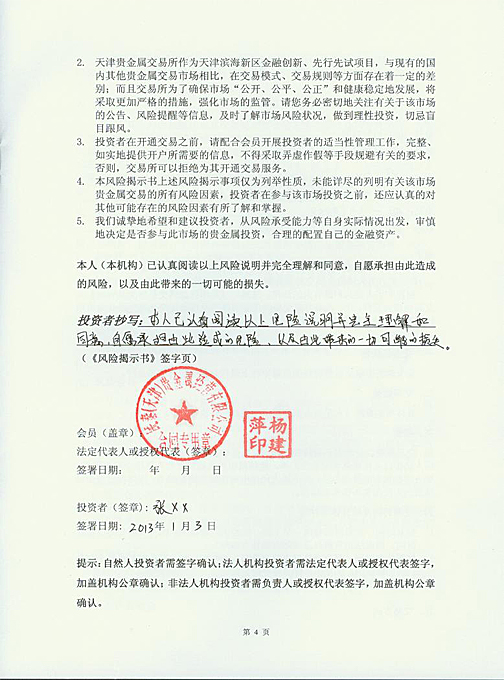 2. 天津贵金属交易所作为天津滨海新区金融创新、先行先试项目，与现有的国
内其他贵金属交易市场相比，在交易模式、交易规则等方面存在着一定的差
别；而且交易所为了确保市场“公开、公平、公正”和健康稳定地发展，将
采取更加严格的措施，强化市场的监管。请您务必密切地关注有关于该市场
的公告、风险提醒等信息，及时了解市场风险状况，做到理性投资，切忌盲
目跟风。
3. 投资者在开通交易之前，请配合会员开展投资者的适当性管理工作，完整、
如实地提供开户所需要的信息，不得采取弄虚作假等手段规避有关的要求，
否则，交易所可以拒绝为其开通交易服务。
4. 本风险揭示书上述风险揭示事项仅为列举性质，未能详尽的列明有关该市场
贵金属交易的所有风险因素，投资者在参与该市场投资之前，还应认真的对
其他可能存在的风险因素有所了解和掌握。
5. 我们诚挚地希望和建议投资者，从风险承受能力等自身实际情况出发，审慎
地决定是否参与此市场的贵金属投资，合理的配置自己的金融资产。
本人（本机构）已认真阅读以上风险说明并完全理解和同意，自愿承担由此造成
的风险，以及由此带来的一切可能的损失。
投资者抄写：本人已认真阅读以上风险说明并完全理解和
同意，自愿承担由此造成的风险、以及由此带来的一切可能的损失。
（《风险揭示书》签字页）
（天津）贵金属经营有限公司
合同专用章
杨建萍印
会员（盖章）
法定代表人或授权代表（签章）：
签署日期： 年 月 日
投资者（签章）：张××
签署日期：2013年1月3日
提示：自然人投资者需签字确认；法人机构投资者需法定代表人或授权代表签字，
加盖机构公章确认；非法人机构投资者需负责人或授权代表签字，加盖机构公章
确认。
第 4 页